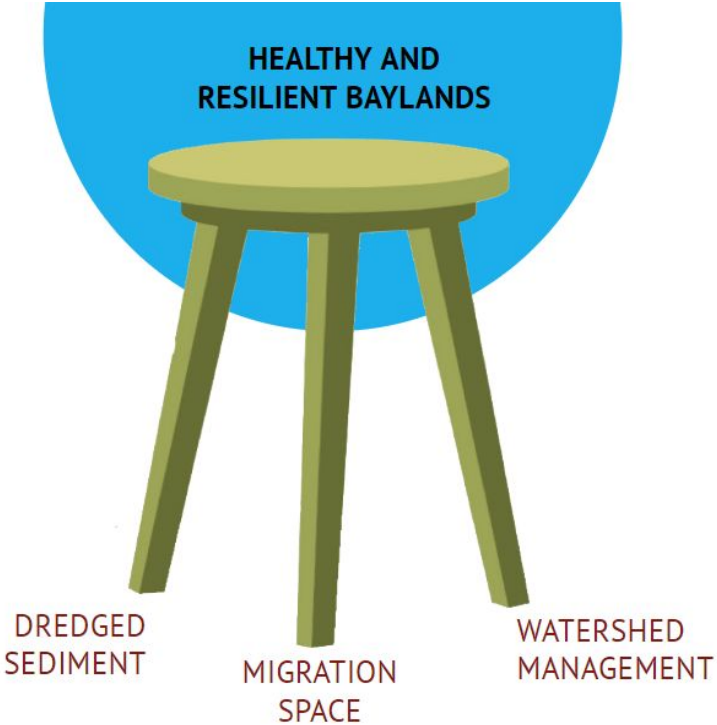 HEALTHY AND
RESILIENT BAYLANDS
DREDGED
SEDIMENT
MIGRATION
SPACE
WATERSHED
MANAGEMENT